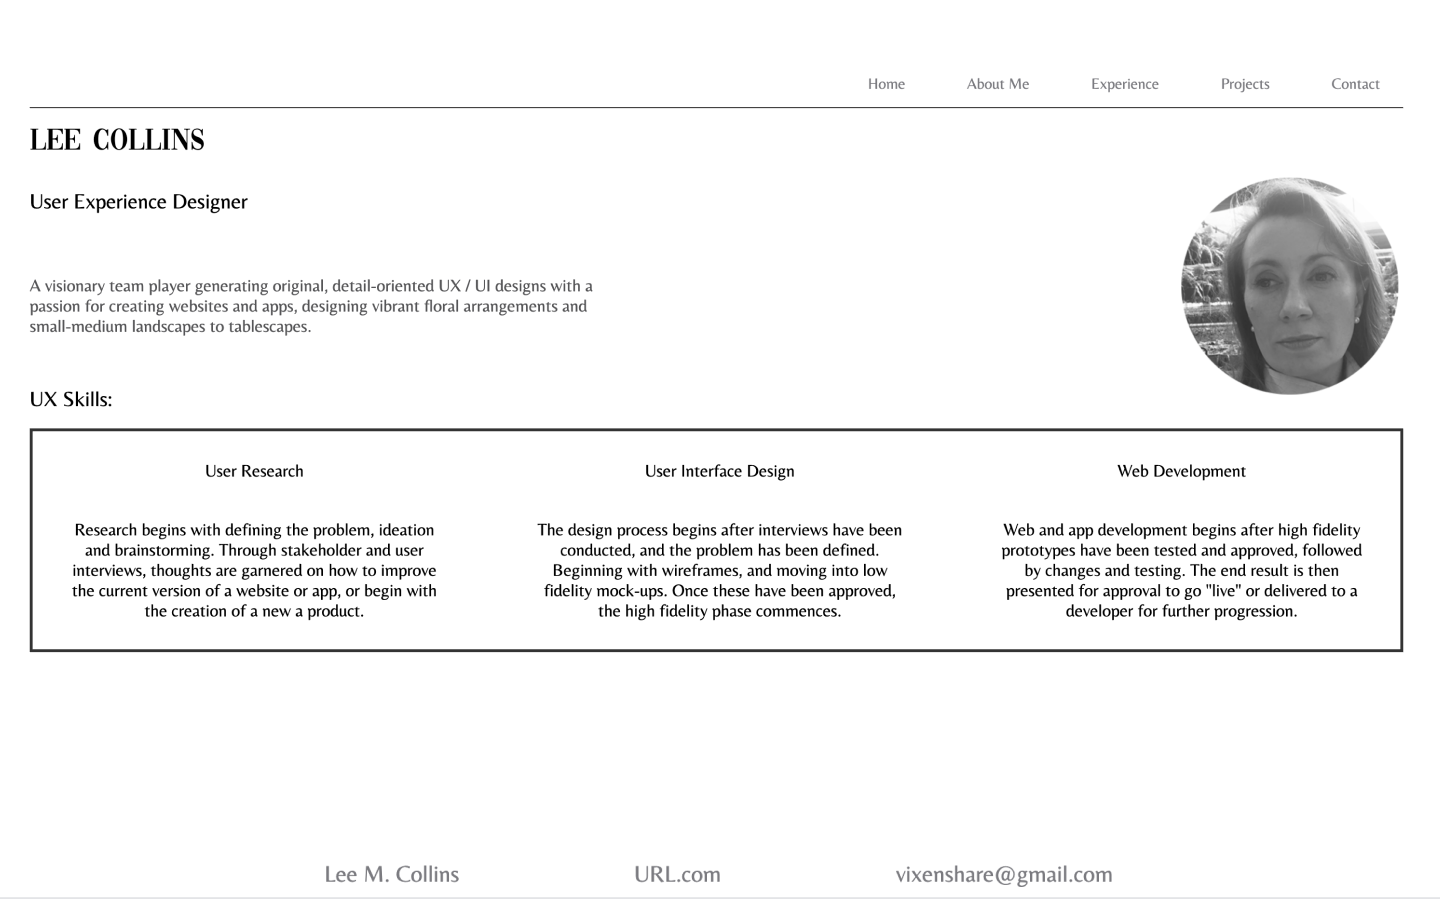 Home About Me Experience Projects Contact
LEE COLLINS
User Experience Designer
A visionary team player generating original, detail-oriented UX / UI designs with a
passion for creating websites and apps, designing vibrant floral arrangements and
small-medium landscapes to tablescapes.
UX Skills:
User Research
Research begins with defining the problem, ideation
and brainstorming. Through stakeholder and user
interviews, thoughts are garnered on how to improve
the current version of a website or app, or begin with
the creation of a new a product.
User Interface Design
The design process begins after interviews have been
conducted, and the problem has been defined.
Beginning with wireframes, and moving into low
fidelity mock-ups. Once these have been approved,
the high fidelity phase commences.
Web Development
Web and app development begins after high fidelity
prototypes have been tested and approved, followed
by changes and testing. The end result is then
presented for approval to go "live" or delivered to a
developer for further progression.
Lee M. Collins URL.com vixenshare@gmail.com